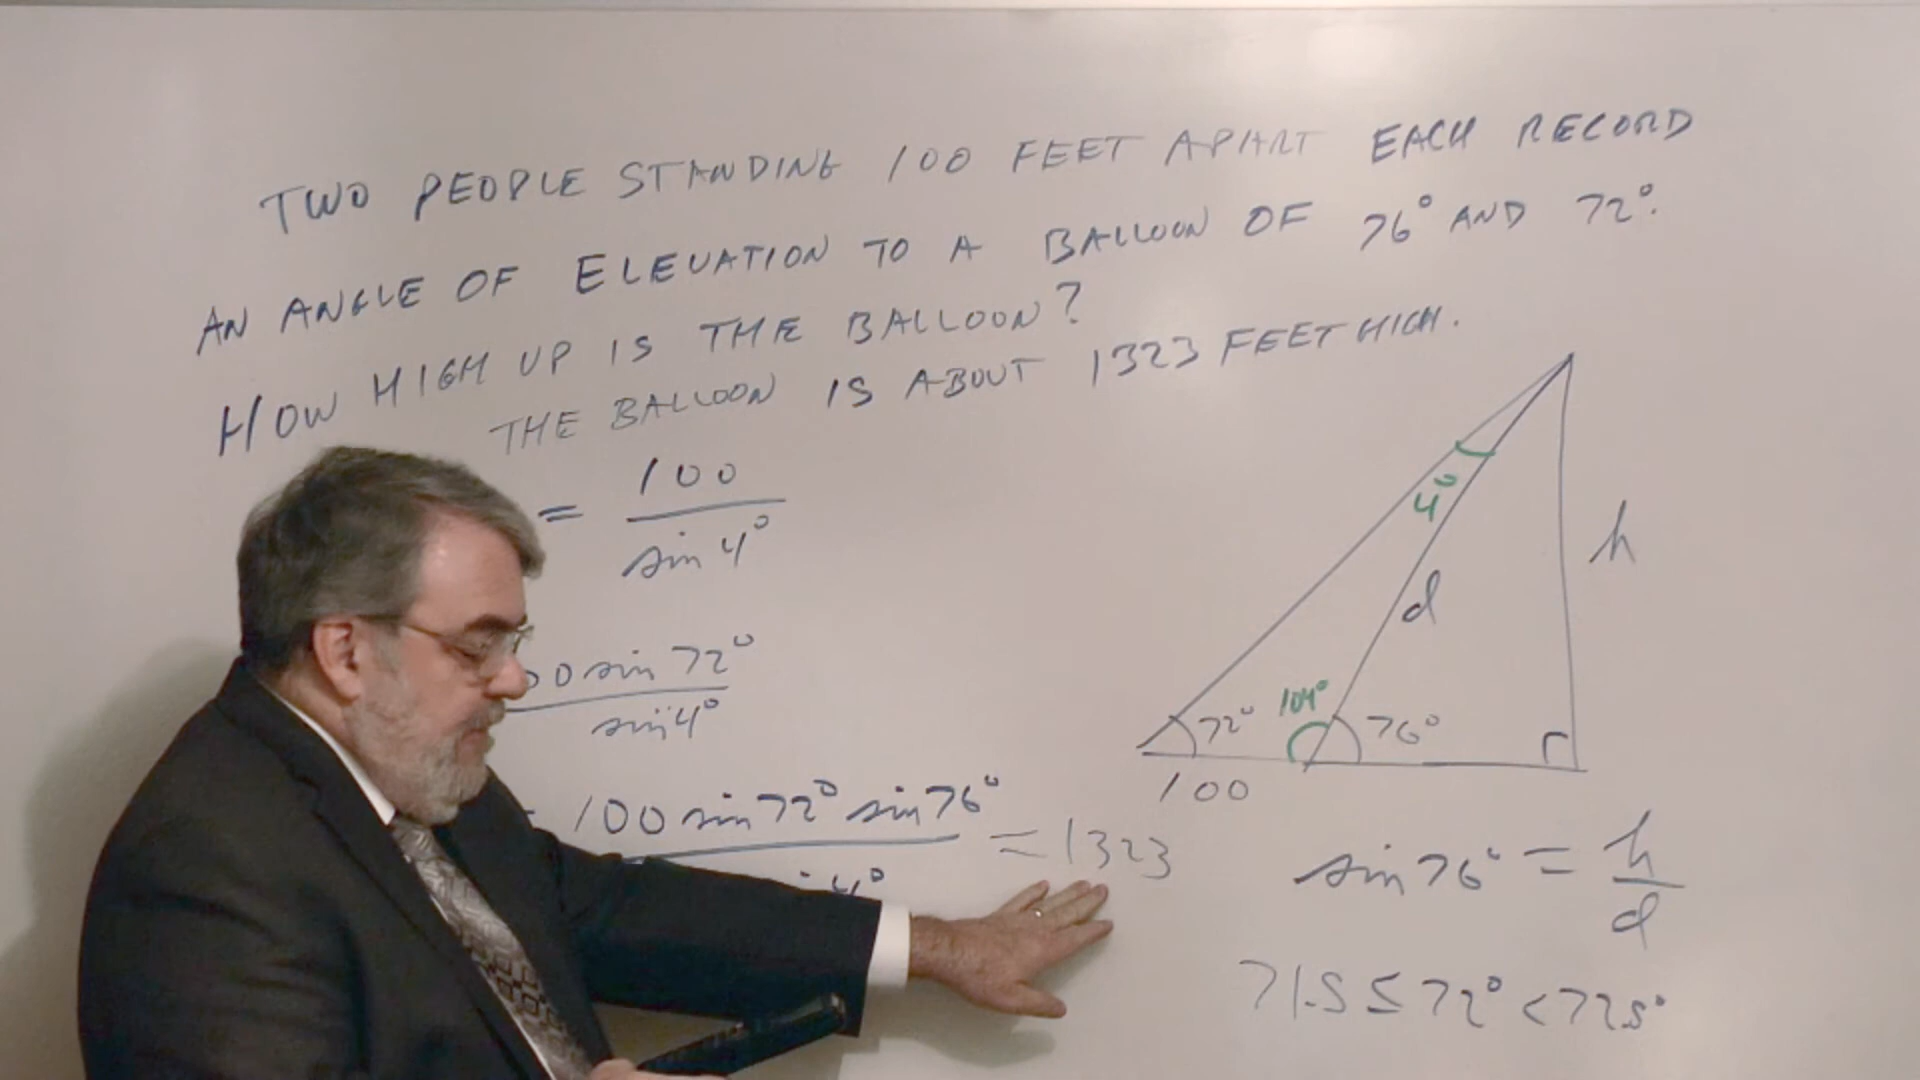 TWO PEOPLE STANDING 100 FEET APART EACH RECORD
AN ANGLE OF ELEVATION TO A BALLOON OF 76° AND 72°.
HOW HIGH UP IS THE BALLOON?
THE BALLOON IS ABOUT 1323 FEET HIGH.
= 100 / sin 4°
00 sin 72° / sin 4°
= 100 sin 72° sin 76° / 4° = 1323
4°
h
d
72° 104° 76°
100
sin 76° = h / d
71.5 ≤ 72° < 72.5°